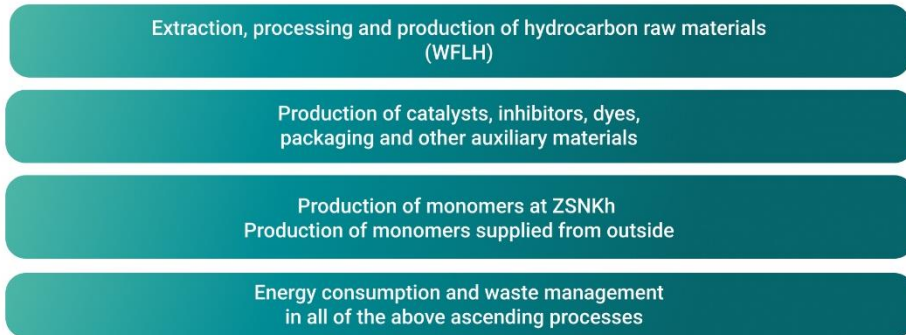 Extraction, processing and production of hydrocarbon raw materials
(WFLH)
Production of catalysts, inhibitors, dyes,
packaging and other auxiliary materials
Production of monomers at ZSNKh
Production of monomers supplied from outside
Energy consumption and waste management
in all of the above ascending processes